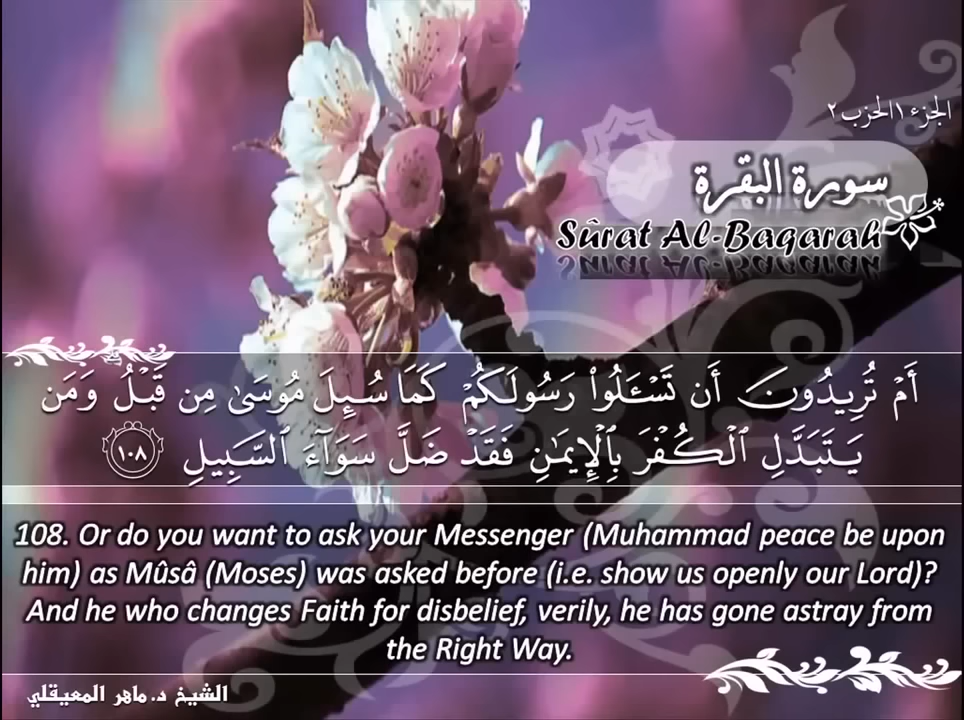 الجزء ١ الحزب ٢
سورة البقرة
Sûrat Al-Baqarah
أَمْ تُرِيدُونَ أَن تَسْـَٔلُوا۟ رَسُولَكُمْ كَمَا سُئِلَ مُوسَىٰ مِن قَبْلُ وَمَن
يَتَبَدَّلِ ٱلْكُفْرَ بِٱلْإِيمَٰنِ فَقَدْ ضَلَّ سَوَآءَ ٱلسَّبِيلِ ١٠٨
108. Or do you want to ask your Messenger (Muhammad peace be upon
him) as Mûsâ (Moses) was asked before (i.e. show us openly our Lord)?
And he who changes Faith for disbelief, verily, he has gone astray from
the Right Way.
الشيخ د. ماهر المعيقلي